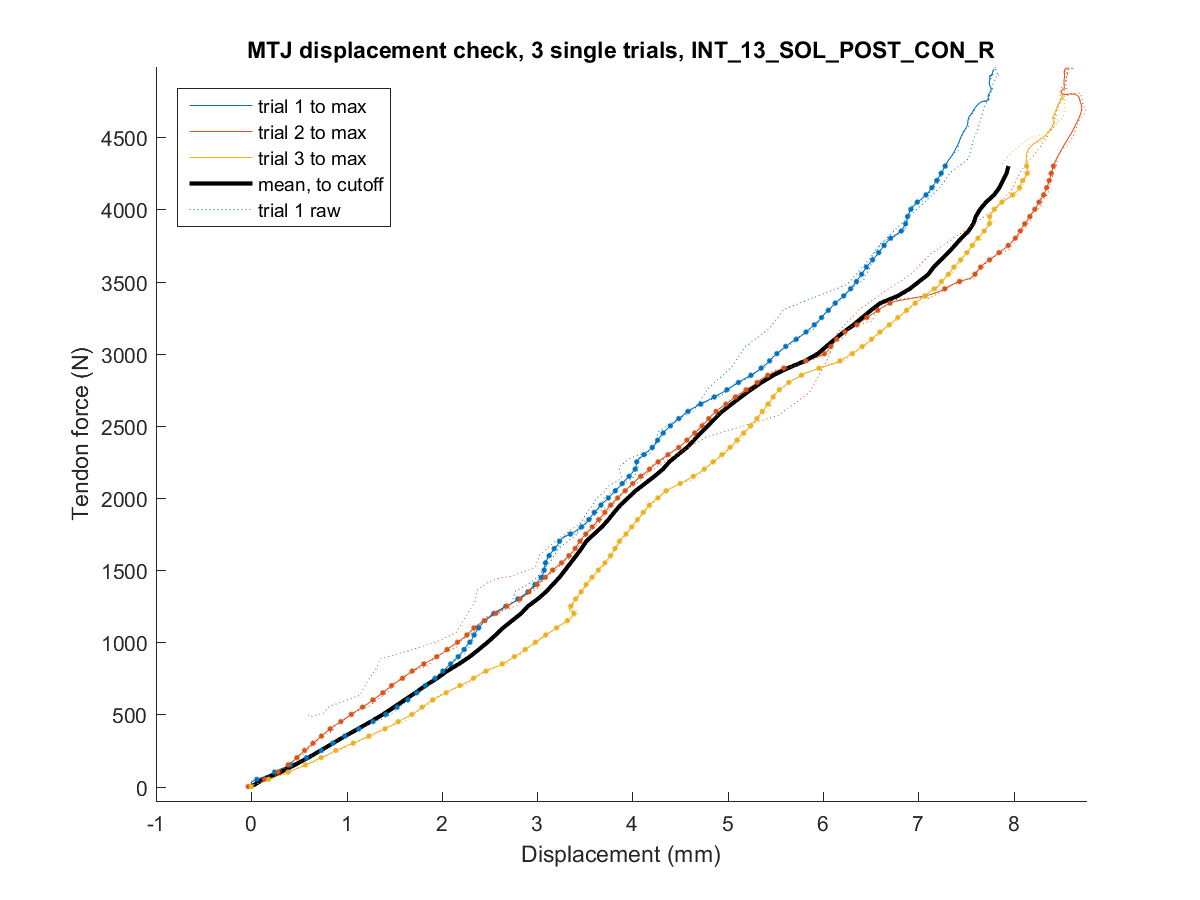 MTJ displacement check, 3 single trials, INT_13_SOL_POST_CON_R
trial 1 to max
trial 2 to max
trial 3 to max
mean, to cutoff
trial 1 raw
4500
4000
3500
3000
2500
2000
1500
1000
500
0
Tendon force (N)
-1 0 1 2 3 4 5 6 7 8
Displacement (mm)